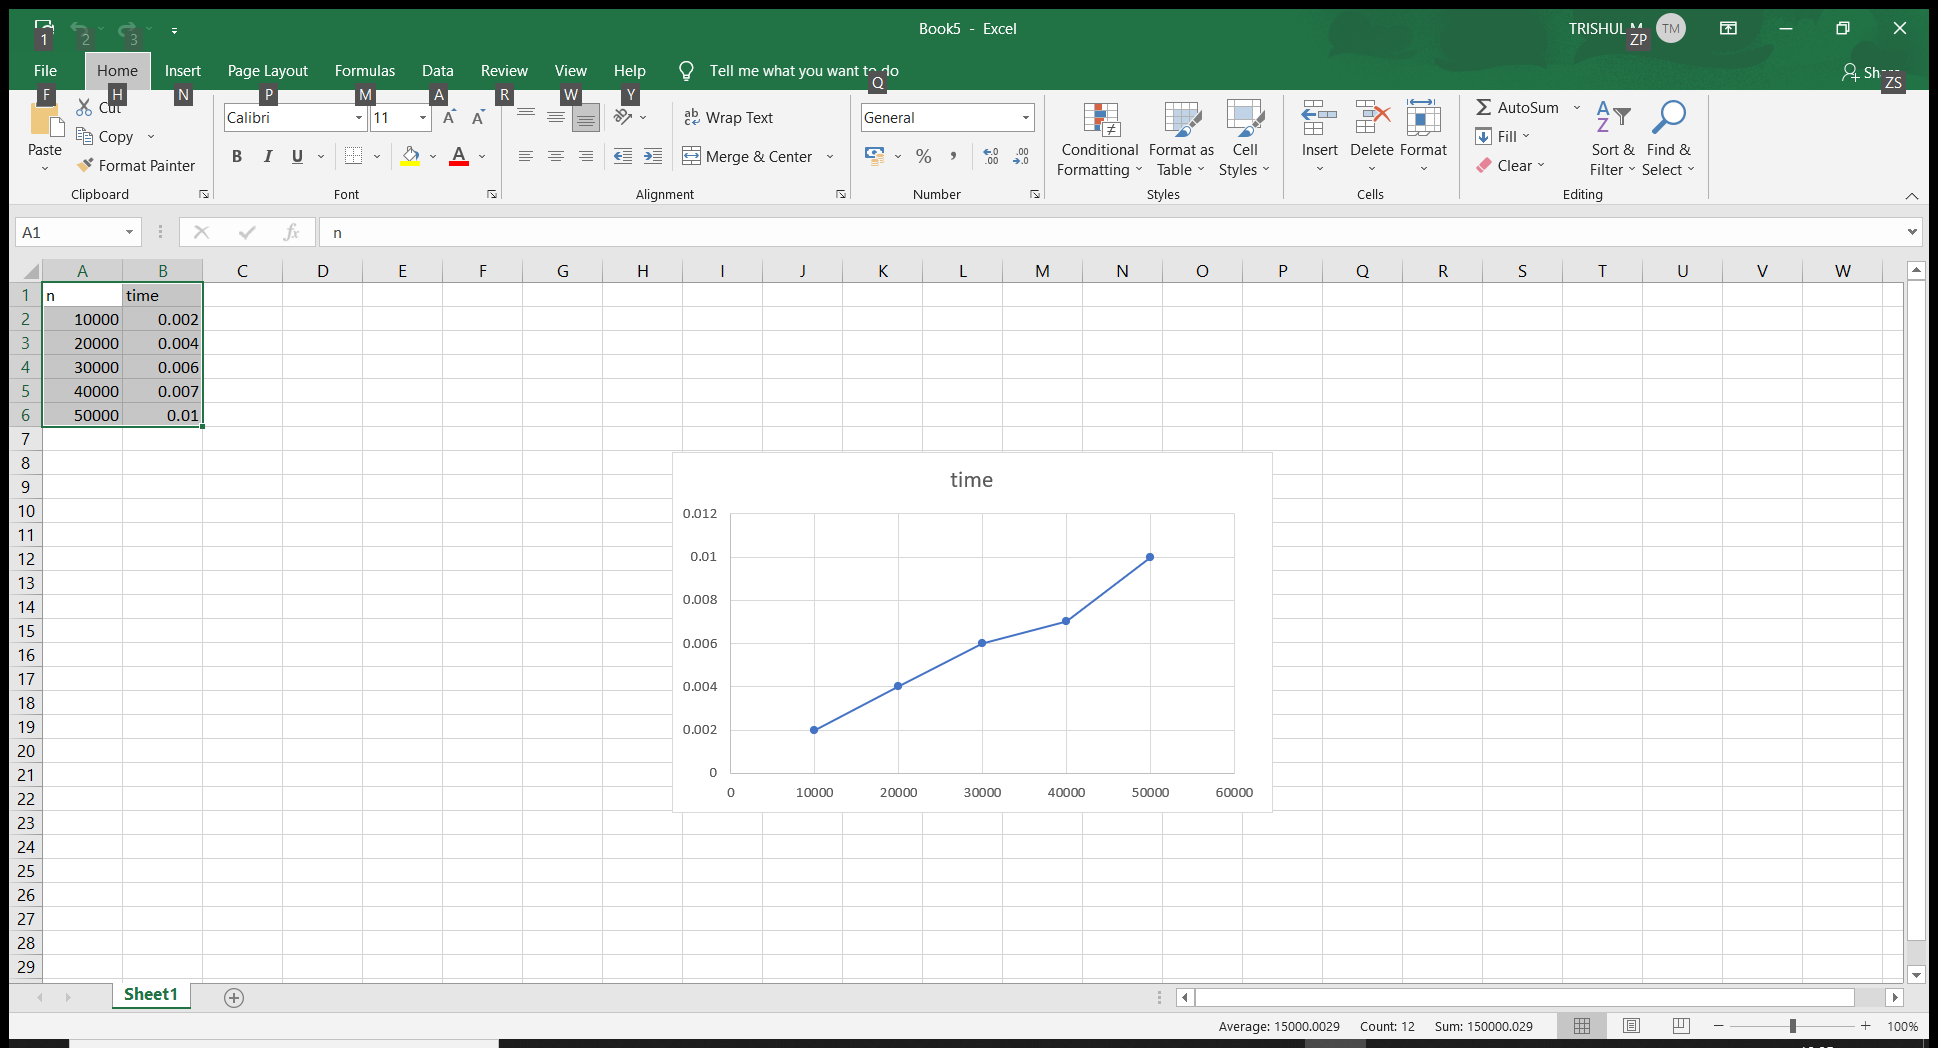 1 2 3 Book5 - Excel TRISHUL M ZP TM
File Home Insert Page Layout Formulas Data Review View Help Tell me what you want to do Share
F H N P M A R W Y Q ZS
Cut
Copy
Format Painter
Paste
Clipboard
Calibri 11
B I U A
Font
Wrap Text
Merge & Center
Alignment
General
% 
Number
Conditional Formatting
Format as Table
Cell Styles
Styles
Insert Delete Format
Cells
AutoSum
Fill
Clear
Sort & Filter
Find & Select
Editing
A1 fx n
A B C D E F G H I J K L M N O P Q R S T U V W
1 n time
2 10000 0.002
3 20000 0.004
4 30000 0.006
5 40000 0.007
6 50000 0.01
7
8
9
10
11
12
13
14
15
16
17
18
19
20
21
22
23
24
25
26
27
28
29
time
0.012
0.01
0.008
0.006
0.004
0.002
0
0 10000 20000 30000 40000 50000 60000
Sheet1
Average: 15000.0029 Count: 12 Sum: 150000.029 100%